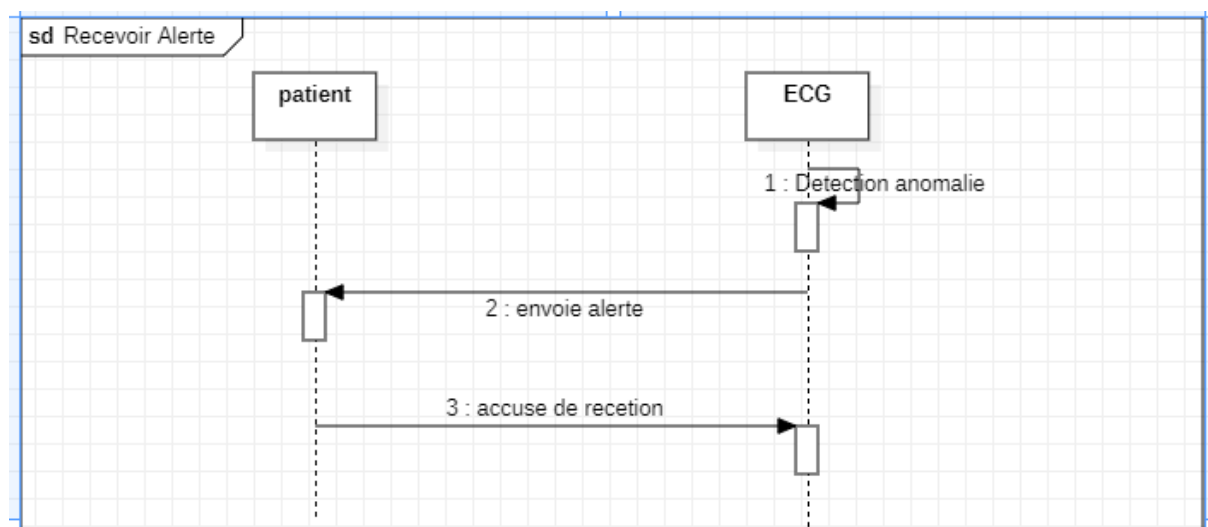 sd Recevoir Alerte
patient
ECG
1 : Detection anomalie
2 : envoie alerte
3 : accuse de recetion